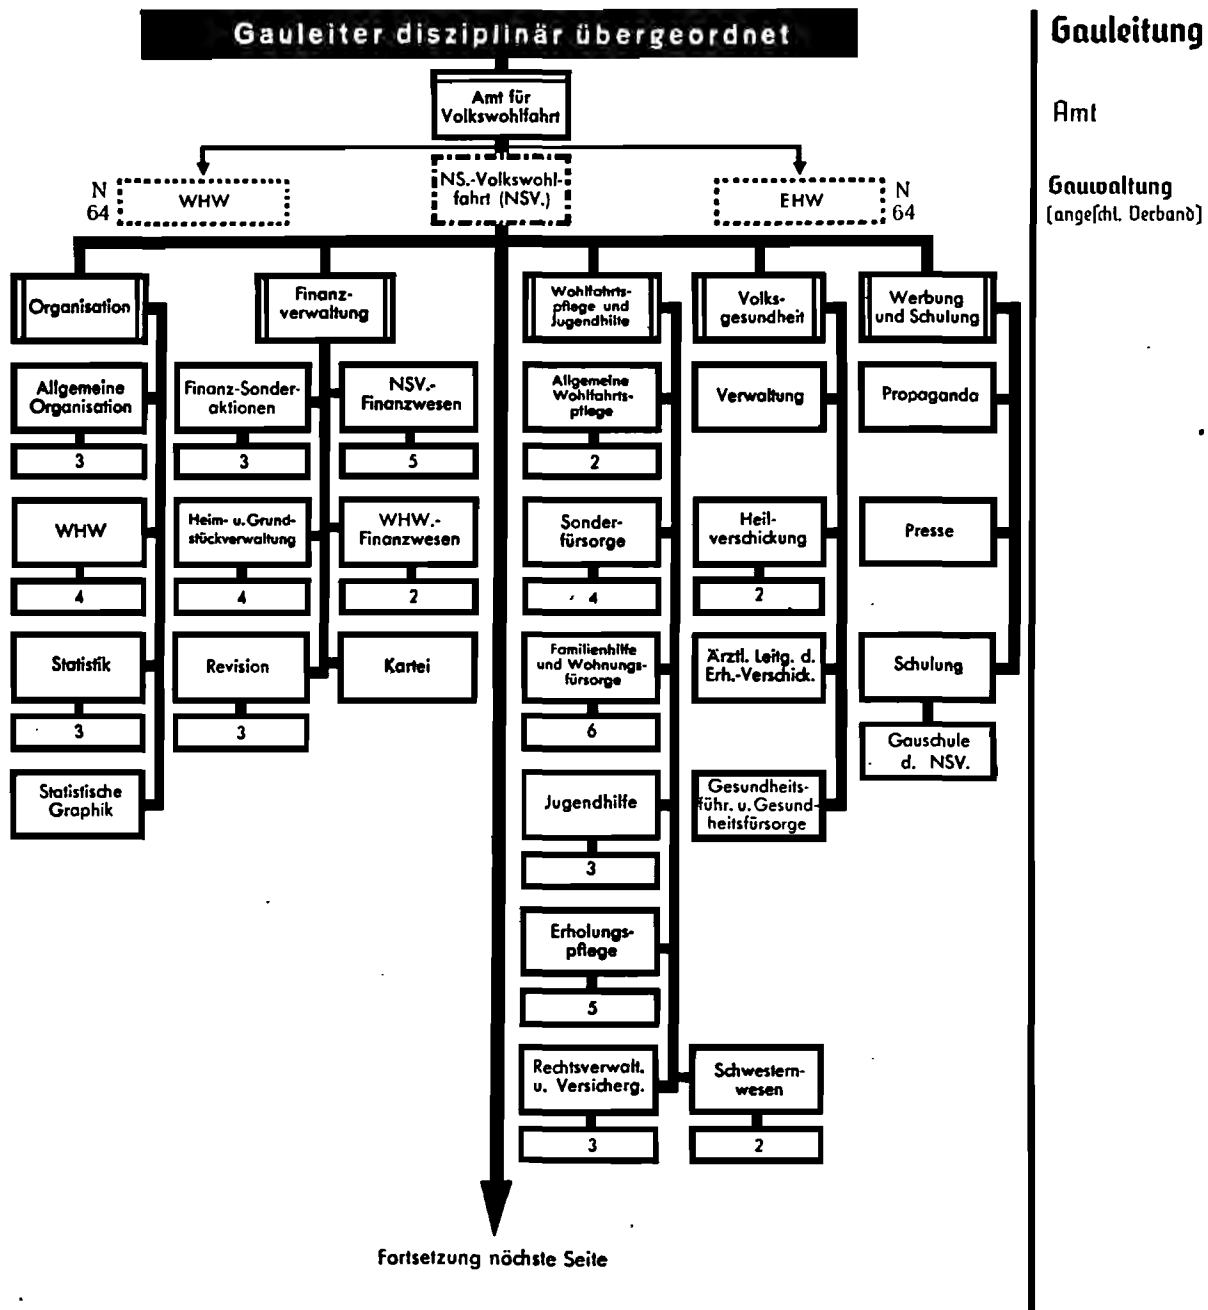 Gauleiter disziplinär übergeordnet
Gauleitung
Amt für
Volkswohlfahrt
Amt
N
64
WHW
NS.-Volkswohl-
fahrt (NSV.)
EHW
N
64
Gauwaltung
(angeschl. Verband)
Organisation
Finanz-
verwaltung
Wohlfahrts-
pflege und
Jugendhilfe
Volks-
gesundheit
Werbung
und Schulung
Allgemeine
Organisation
3
Finanz-Sonder-
aktionen
3
NSV.-
Finanzwesen
5
Allgemeine
Wohlfahrts-
pflege
2
Verwaltung
Propaganda
WHW
4
Heim- u. Grund-
stückverwaltung
4
WHW.-
Finanzwesen
2
Sonder-
fürsorge
4
Heil-
verschickung
2
Presse
Statistik
3
Revision
3
Kartei
Familienhilfe
und Wohnungs-
fürsorge
6
Ärztl. Leitg. d.
Erh.-Verschick.
Schulung
Gauschule
d. NSV.
Statistische
Graphik
Jugendhilfe
3
Gesundheits-
führ. u. Gesund-
heitsfürsorge
Erholungs-
pflege
5
Rechtsverwalt.
u. Versicherg.
3
Schwestern-
wesen
2
Fortsetzung nächste Seite